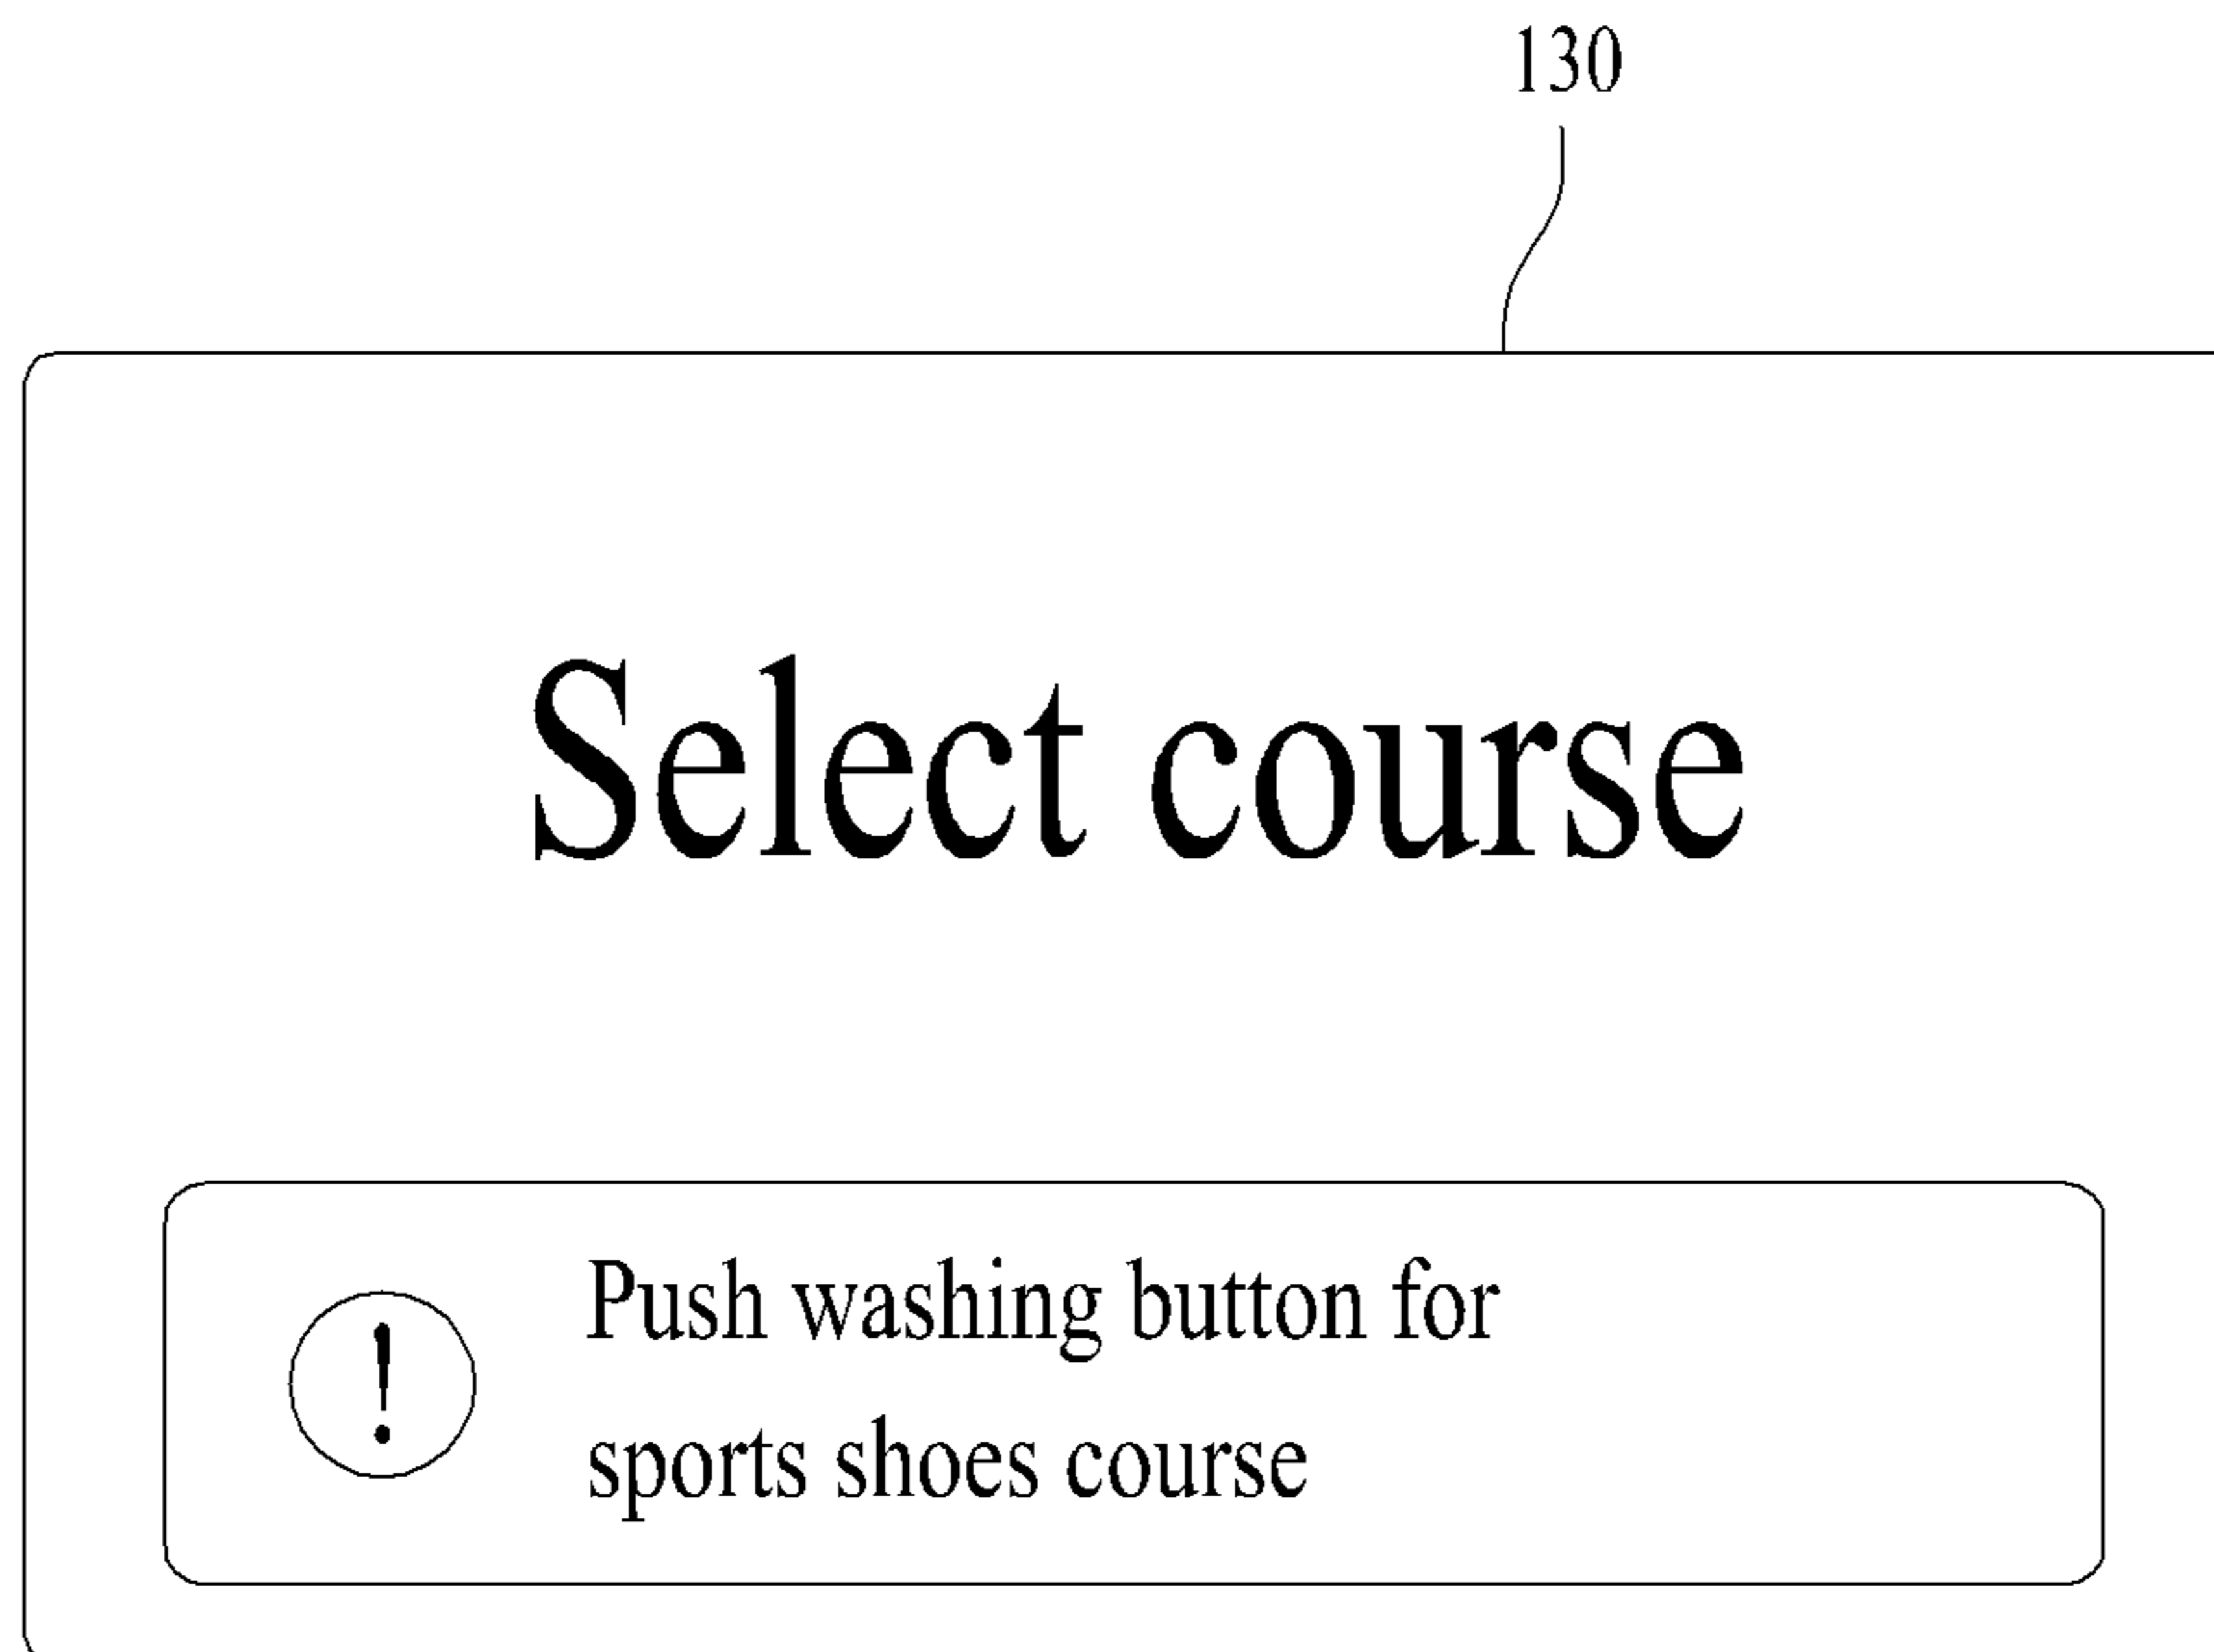 130
Select course
!
Push washing button for
sports shoes course